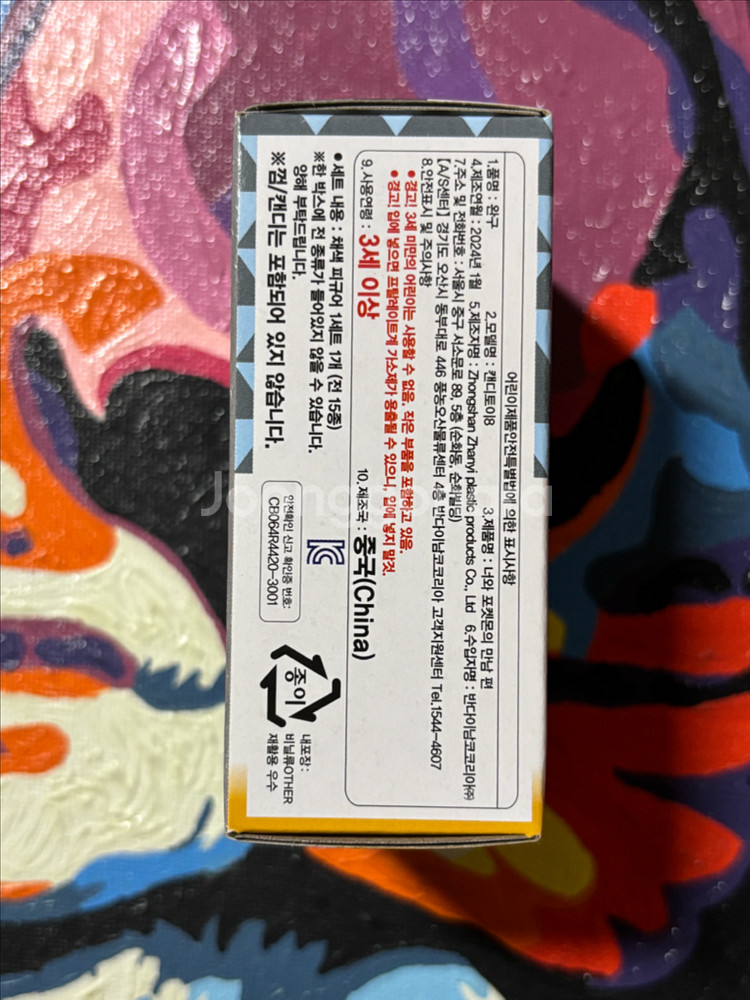 어린이제품안전특별법에 의한 표시사항
1.품명 : 완구 2.모델명 : 캔디토이8 3.제품명 : 너와 포켓몬의 만남 편
4.제조연월 : 2024년 1월 5.제조자명 : Zhongshan Zhanyi plastic products Co., Ltd 6.수입자명 : 반다이남코코리아㈜
7.주소 및 전화번호 : 서울시 중구 서소문로 89, 5층 (순화동, 순화빌딩)
[A/S센터] 경기도 오산시 동부대로 446 풍농오산물류센터 4층 반다이남코코리아 고객지원센터 Tel.1544-4607
8.안전표시 및 주의사항
● 경고! 3세 미만의 어린이는 사용할 수 없음. 작은 부품을 포함하고 있음.
● 경고! 입에 넣으면 프탈레이트계 가소제가 용출될 수 있으니, 입에 넣지 말것.
9.사용연령 : 3세 이상 10.제조국 : 중국(China)
● 세트 내용 : 채색 피규어 1세트 1개 (전 15종)
※한 박스에 전 종류가 들어있지 않을 수 있습니다.
양해 부탁드립니다.
※껌/캔디는 포함되어 있지 않습니다.
안전확인 신고 확인증 번호:
CB064R4420-3001
종이
내포장:
비닐류OTHER
재활용 우수
Joonggonara